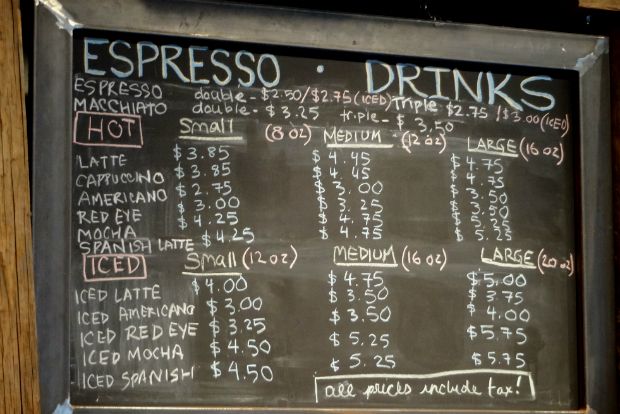 ESPRESSO · DRINKS
ESPRESSO double - $2.50/$2.75 (ICED) Triple $2.75/$3.00 (ICED)
MACCHIATO double - $3.25 triple - $3.50
HOT Small (8 oz) MEDIUM (12 oz) LARGE (16 oz)
LATTE $3.85 $4.45 $4.75
CAPPUCCINO $3.85 $4.45 $4.75
AMERICANO $2.75 $3.00 $3.50
RED EYE $3.00 $3.25 $3.50
MOCHA $4.25 $4.75 $5.25
SPANISH LATTE $4.25 $4.75 $5.25
ICED Small (12 oz) MEDIUM (16 oz) LARGE (20 oz)
ICED LATTE $4.00 $4.75 $5.00
ICED AMERICANO $3.00 $3.50 $3.75
ICED RED EYE $3.25 $3.50 $4.00
ICED MOCHA $4.50 $5.25 $5.75
ICED SPANISH $4.50 $5.25 $5.75
all prices include tax!